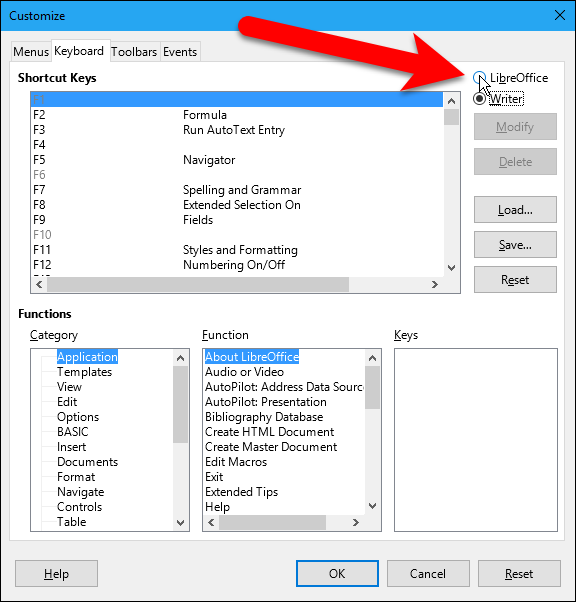 Customize
Menus Keyboard Toolbars Events
Shortcut Keys
LibreOffice
Writer
F1
F2 Formula
F3 Run AutoText Entry
F4
F5 Navigator
F6
F7 Spelling and Grammar
F8 Extended Selection On
F9 Fields
F10
F11 Styles and Formatting
F12 Numbering On/Off
Modify
Delete
Load...
Save...
Reset
Functions
Category
Application
Templates
View
Edit
Options
BASIC
Insert
Documents
Format
Navigate
Controls
Table
Function
About LibreOffice
Audio or Video
AutoPilot: Address Data Sourc
AutoPilot: Presentation
Bibliography Database
Create HTML Document
Create Master Document
Edit Macros
Exit
Extended Tips
Help
Keys
Help
OK
Cancel
Reset